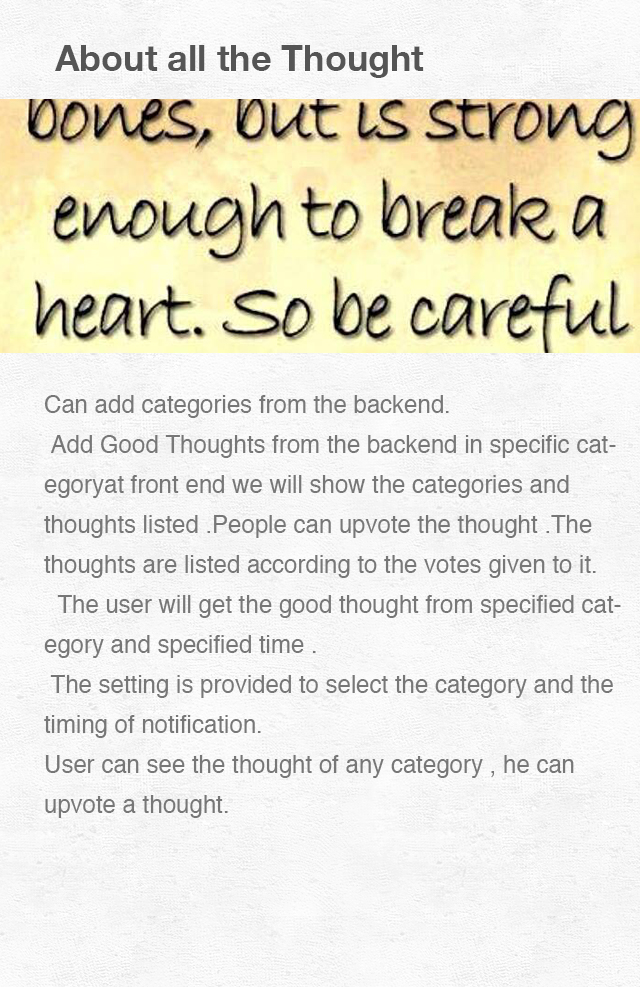 About all the Thought
bones, but is strong
enough to break a
heart. So be careful
Can add categories from the backend.
Add Good Thoughts from the backend in specific cat-
egoryat front end we will show the categories and
thoughts listed .People can upvote the thought .The
thoughts are listed according to the votes given to it.
The user will get the good thought from specified cat-
egory and specified time .
The setting is provided to select the category and the
timing of notification.
User can see the thought of any category , he can
upvote a thought.